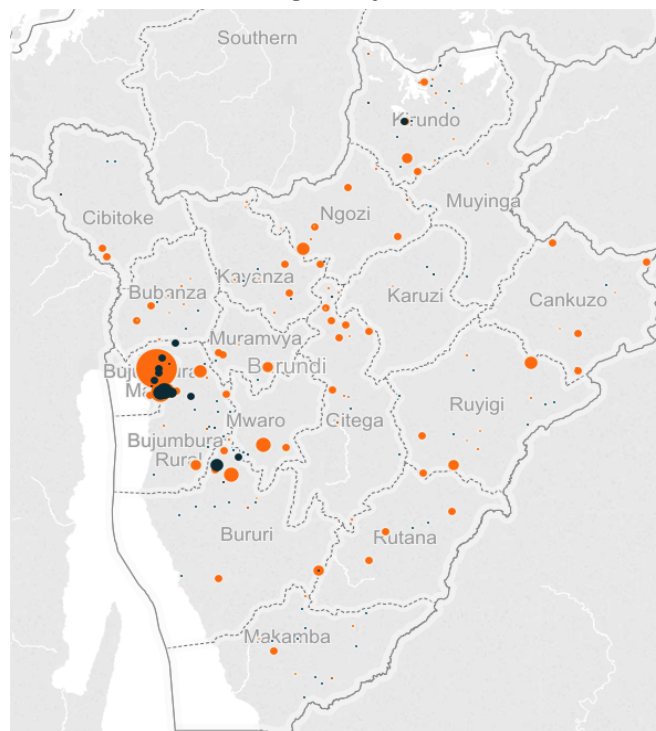 Southern
Kirundo
Muyinga
Cibitoke
Ngozi
Kayanza
Bubanza
Karuzi
Cankuzo
Muramvya
Burundi
Ruyigi
Mwaro
Gitega
Bujumbura
Rural
Bururi
Rutana
Makamba